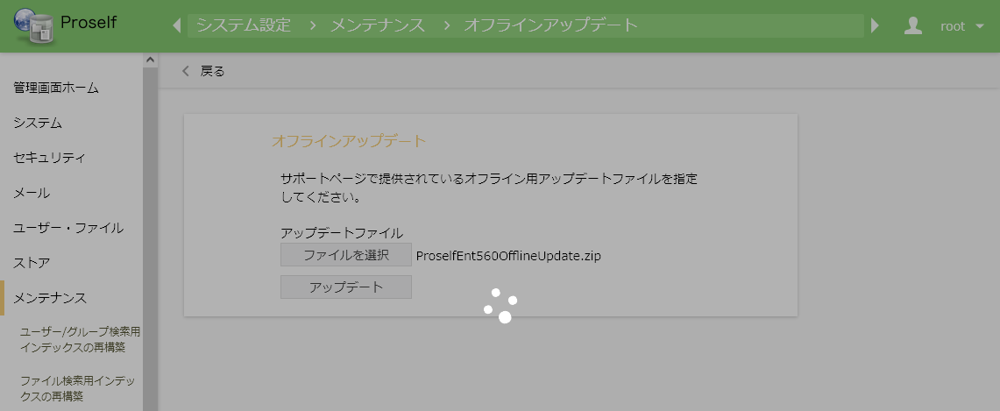 Proself
システム設定 > メンテナンス > オフラインアップデート
root
戻る
管理画面ホーム
システム
セキュリティ
メール
ユーザー・ファイル
ストア
メンテナンス
ユーザー/グループ検索用
インデックスの再構築
ファイル検索用インデッ
クスの再構築
オフラインアップデート
サポートページで提供されているオフライン用アップデートファイルを指定
してください。
アップデートファイル
ファイルを選択 ProselfEnt560OfflineUpdate.zip
アップデート